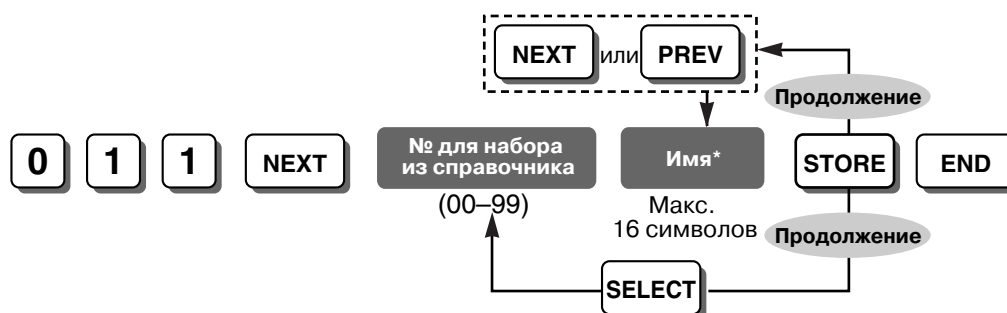 NEXT или PREV
Продолжение
0 1 1 NEXT
№ для набора
из справочника
(00–99)
Имя*
Макс.
16 символов
STORE
END
Продолжение
SELECT